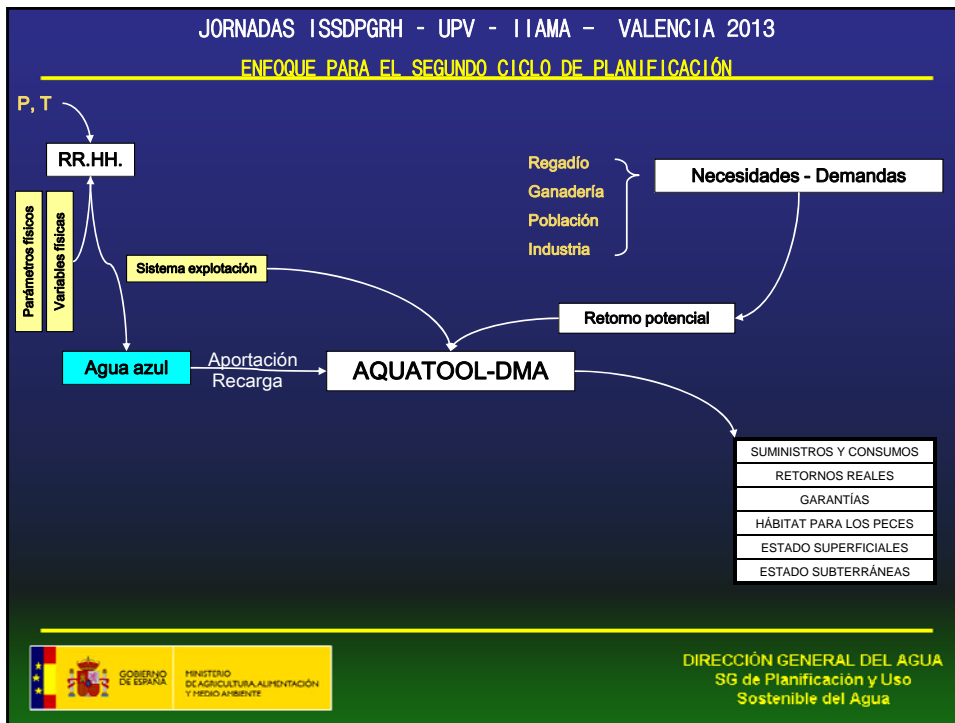 JORNADAS ISSDPGRH - UPV - IIAMA - VALENCIA 2013
ENFOQUE PARA EL SEGUNDO CICLO DE PLANIFICACIÓN
P, T
RR.HH.
Parámetros físicos
Variables físicas
Sistema explotación
Regadío
Ganadería
Población
Industria
Necesidades - Demandas
Retorno potencial
Agua azul
Aportación
Recarga
AQUATOOL-DMA
SUMINISTROS Y CONSUMOS
RETORNOS REALES
GARANTÍAS
HÁBITAT PARA LOS PECES
ESTADO SUPERFICIALES
ESTADO SUBTERRÁNEAS
GOBIERNO
DE ESPAÑA
MINISTERIO
DE AGRICULTURA, ALIMENTACIÓN
Y MEDIO AMBIENTE
DIRECCIÓN GENERAL DEL AGUA
SG de Planificación y Uso
Sostenible del Agua